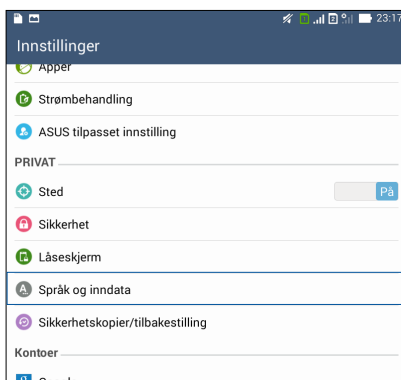 23:17
Innstillinger
Apper
Strømbehandling
ASUS tilpasset innstilling
PRIVAT
Sted På
Sikkerhet
Låseskjerm
Språk og inndata
Sikkerhetskopier/tilbakestilling
Kontoer